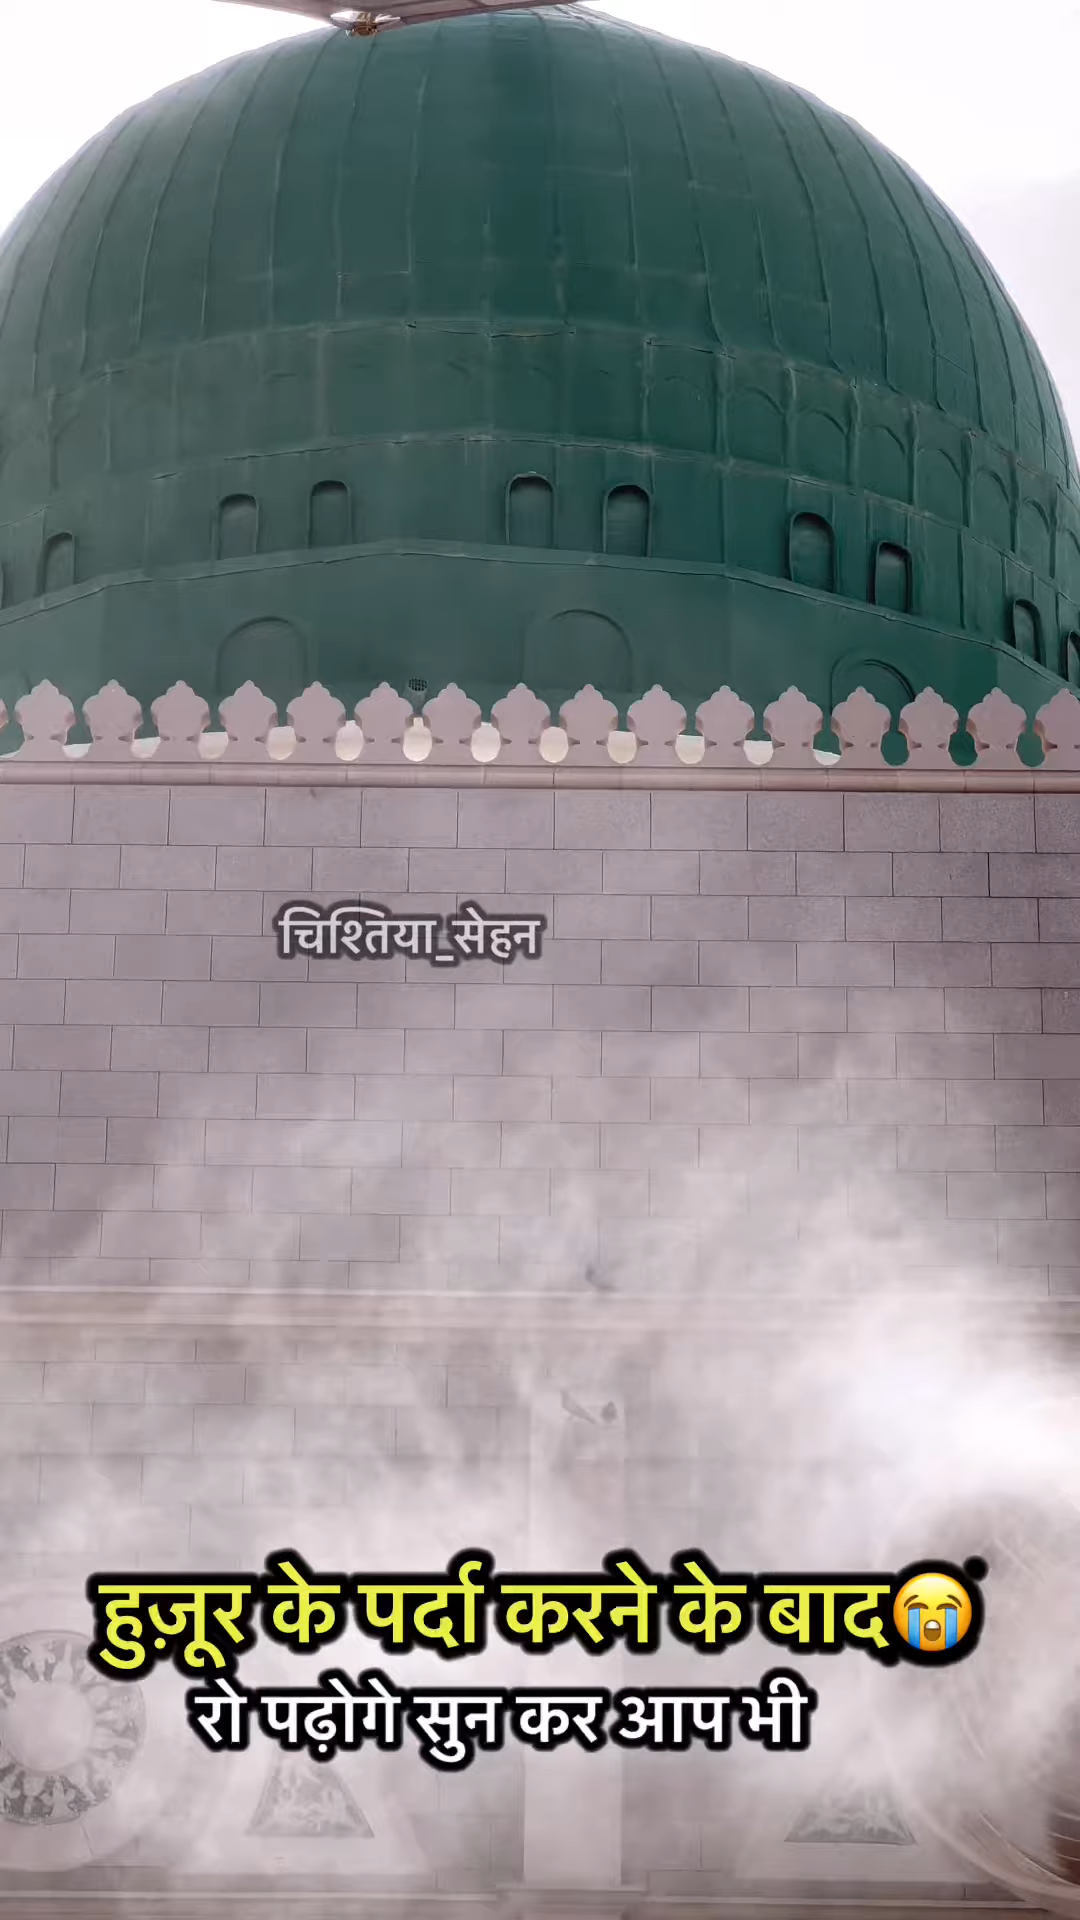 चिश्तिया_सेहन
हुज़ूर के पर्दा करने के बाद😭
रो पढ़ोगे सुन कर आप भी